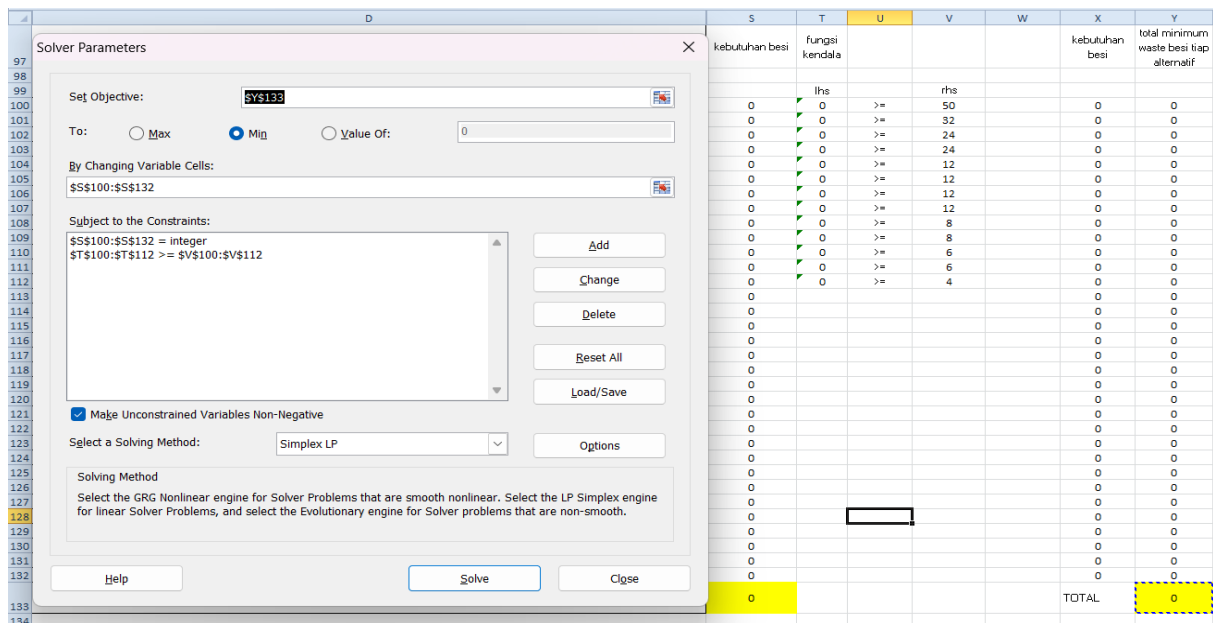 D S T U V W X Y
97 kebutuhan besi fungsi kendala kebutuhan besi total minimum waste besi tiap alternatif
98
99 lhs rhs
100 0 0 >= 50 0 0
101 0 0 >= 32 0 0
102 0 0 >= 24 0 0
103 0 0 >= 24 0 0
104 0 0 >= 12 0 0
105 0 0 >= 12 0 0
106 0 0 >= 12 0 0
107 0 0 >= 12 0 0
108 0 0 >= 8 0 0
109 0 0 >= 8 0 0
110 0 0 >= 6 0 0
111 0 0 >= 6 0 0
112 0 0 >= 4 0 0
113 0 0 0
114 0 0 0
115 0 0 0
116 0 0 0
117 0 0 0
118 0 0 0
119 0 0 0
120 0 0 0
121 0 0 0
122 0 0 0
123 0 0 0
124 0 0 0
125 0 0 0
126 0 0 0
127 0 0 0
128 0 0 0
129 0 0 0
130 0 0 0
131 0 0 0
132 0 0 0
133 0 TOTAL 0
134
Solver Parameters
Set Objective: $Y$133
To: Max Min Value Of: 0
By Changing Variable Cells:
$S$100:$S$132
Subject to the Constraints:
$S$100:$S$132 = integer
$T$100:$T$112 >= $V$100:$V$112
Add
Change
Delete
Reset All
Load/Save
Make Unconstrained Variables Non-Negative
Select a Solving Method: Simplex LP Options
Solving Method
Select the GRG Nonlinear engine for Solver Problems that are smooth nonlinear. Select the LP Simplex engine
for linear Solver Problems, and select the Evolutionary engine for Solver problems that are non-smooth.
Help Solve Close